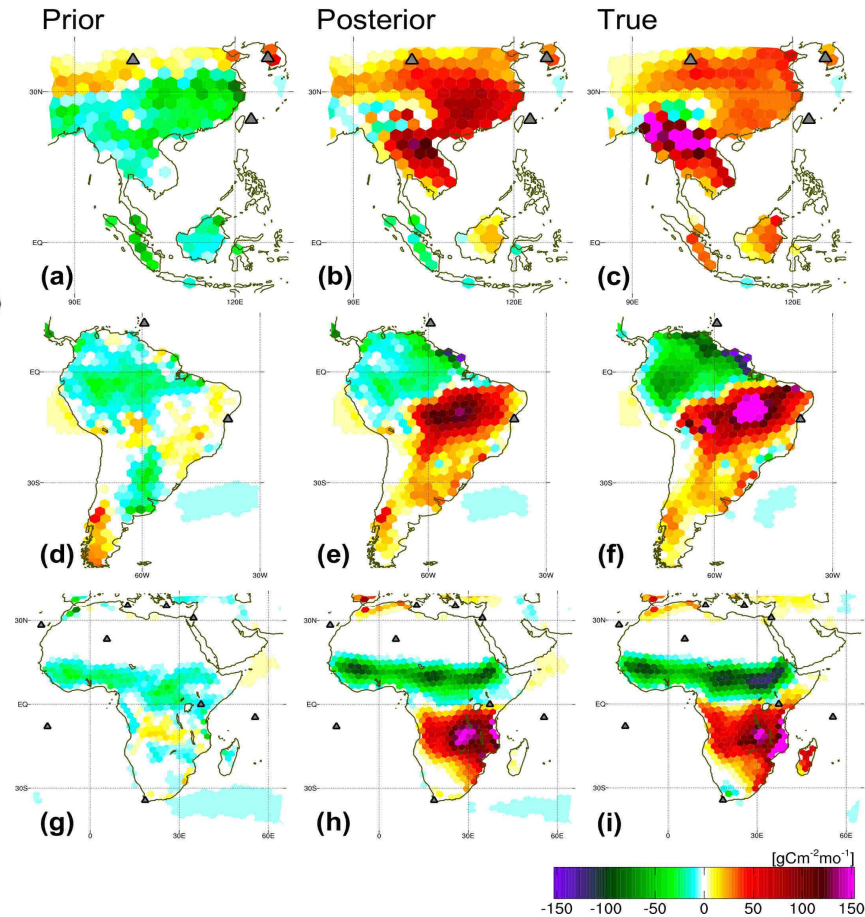 Prior Posterior True
30N 30N 30N
EQ EQ EQ
(a) (b) (c)
90E 120E 90E 120E 90E 120E
EQ EQ EQ
30S 30S 30S
(d) (e) (f)
60W 30W 60W 30W 60W 30W
30N 30N 30N
EQ EQ EQ
30S 30S 30S
(g) (h) (i)
0 30E 60E 0 30E 60E 0 30E 60E
[gCm⁻²mo⁻¹]
-150 -100 -50 0 50 100 150